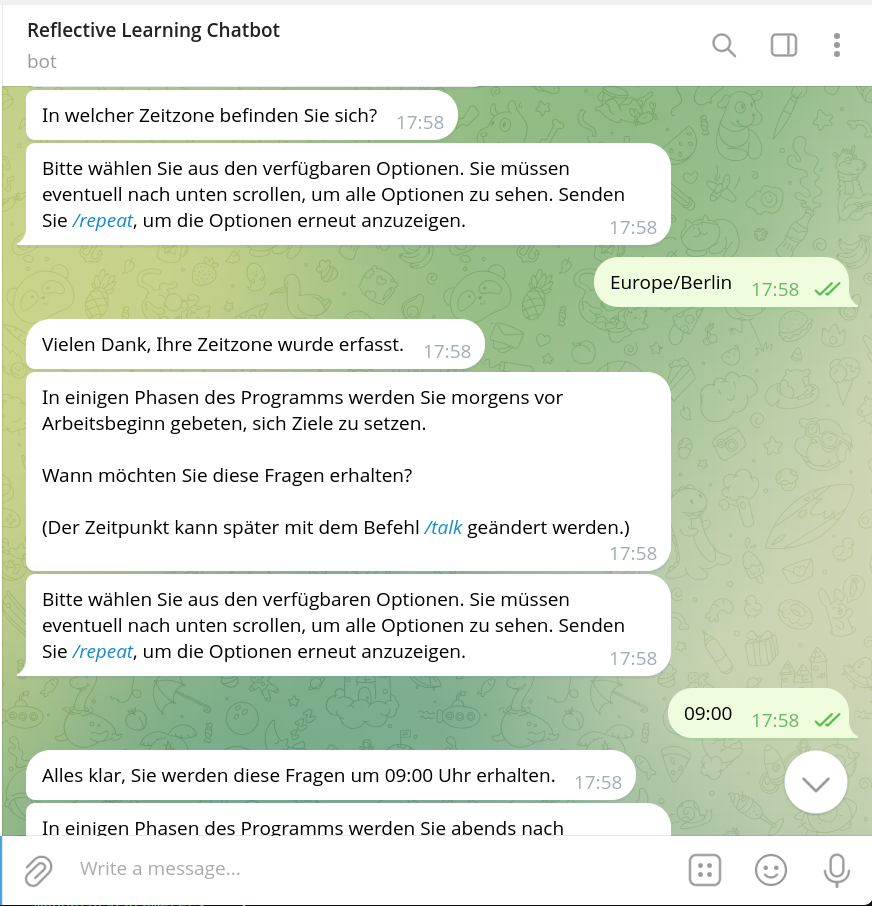 Reflective Learning Chatbot
bot
In welcher Zeitzone befinden Sie sich? 17:58
Bitte wählen Sie aus den verfügbaren Optionen. Sie müssen
eventuell nach unten scrollen, um alle Optionen zu sehen. Senden
Sie /repeat, um die Optionen erneut anzuzeigen. 17:58
Europe/Berlin 17:58
Vielen Dank, Ihre Zeitzone wurde erfasst. 17:58
In einigen Phasen des Programms werden Sie morgens vor
Arbeitsbeginn gebeten, sich Ziele zu setzen.
Wann möchten Sie diese Fragen erhalten?
(Der Zeitpunkt kann später mit dem Befehl /talk geändert werden.)
17:58
Bitte wählen Sie aus den verfügbaren Optionen. Sie müssen
eventuell nach unten scrollen, um alle Optionen zu sehen. Senden
Sie /repeat, um die Optionen erneut anzuzeigen. 17:58
09:00 17:58
Alles klar, Sie werden diese Fragen um 09:00 Uhr erhalten. 17:58
In einigen Phasen des Programms werden Sie abends nach
Write a message...